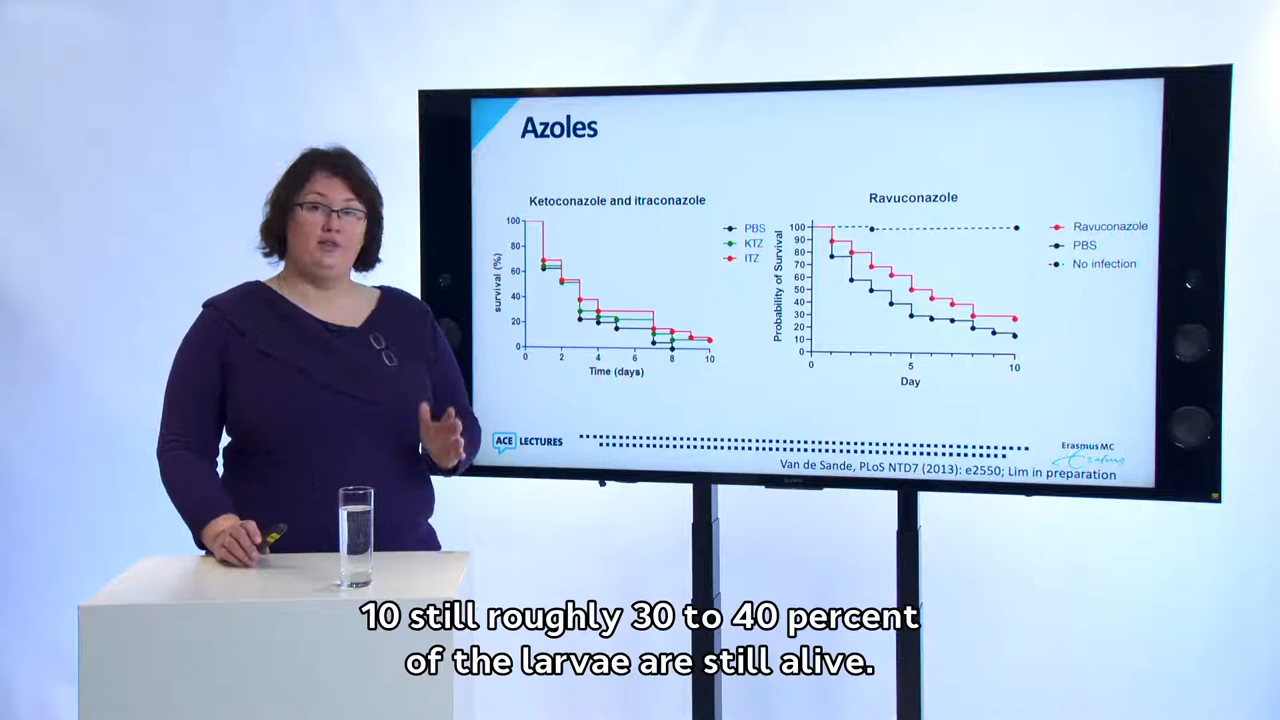 Azoles
Ketoconazole and itraconazole
100
80
60
40
20
0
0
2
4
6
8
10
survival (%)
Time (days)
PBS
KTZ
ITZ
Ravuconazole
100
90
80
70
60
50
40
30
20
10
0
0
5
10
Probability of Survival
Day
Ravuconazole
PBS
No infection
ACE LECTURES
Erasmus MC
Erasmus
Van de Sande, PLoS NTD7 (2013): e2550; Lim in preparation
SONY
10 still roughly 30 to 40 percent
of the larvae are still alive.